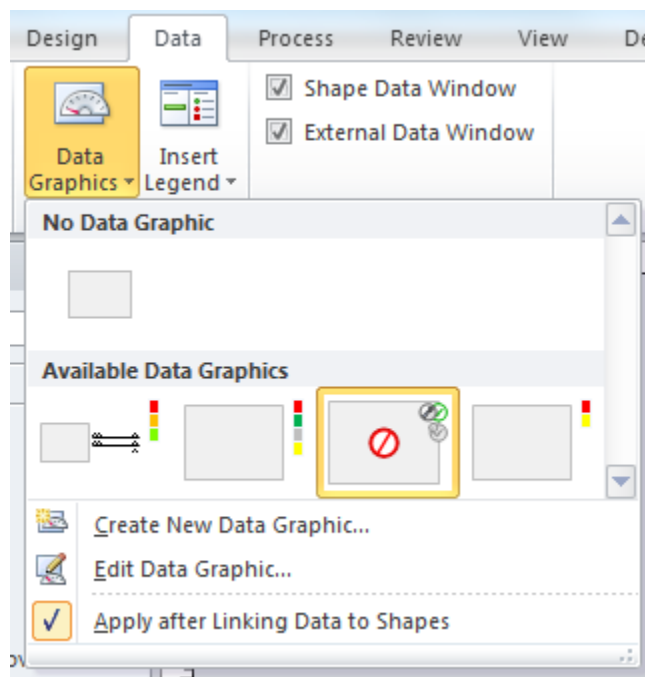 Design Data Process Review View De
Shape Data Window
External Data Window
Data Graphics
Insert Legend
No Data Graphic
Available Data Graphics
Create New Data Graphic...
Edit Data Graphic...
Apply after Linking Data to Shapes